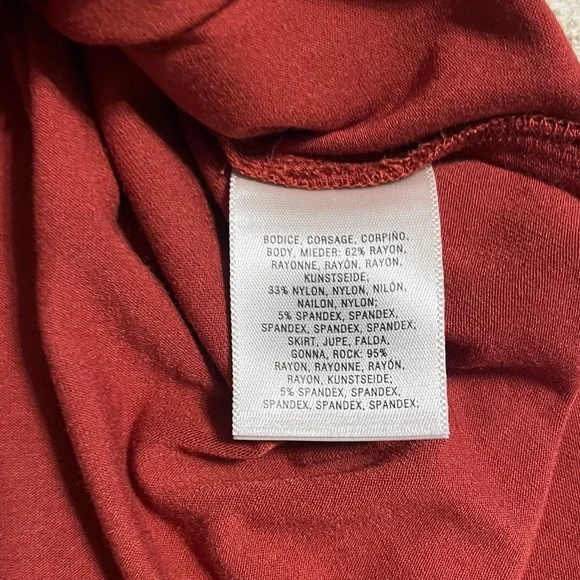 BODICE, CORSAGE, CORPIÑO,
BODY, MIEDER: 62% RAYON,
RAYONNE, RAYÓN, RAYON,
KUNSTSEIDE;
33% NYLON, NYLON, NILÓN,
NAILON, NYLON;
5% SPANDEX, SPANDEX,
SPANDEX, SPANDEX, SPANDEX;
SKIRT, JUPE, FALDA,
GONNA, ROCK: 95%
RAYON, RAYONNE, RAYÓN,
RAYON, KUNSTSEIDE;
5% SPANDEX, SPANDEX,
SPANDEX, SPANDEX, SPANDEX;